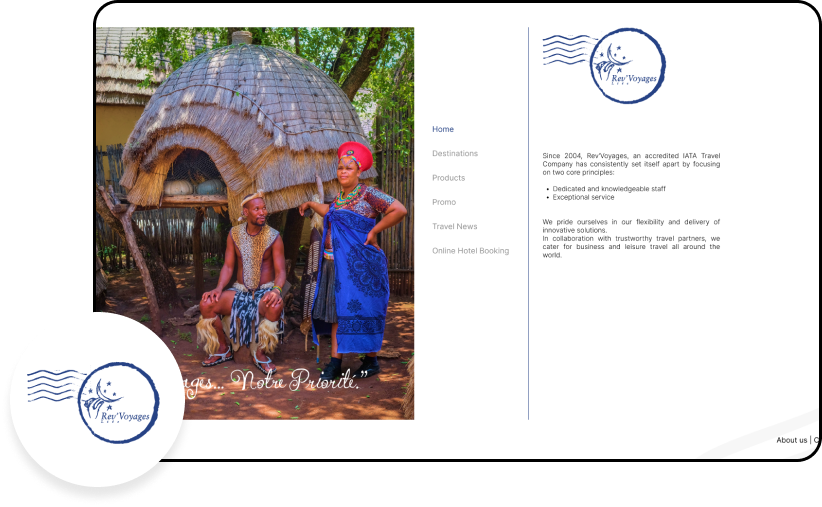 Rev'Voyages
Home
Destinations
Products
Promo
Travel News
Online Hotel Booking
Since 2004, Rev'Voyages, an accredited IATA Travel
Company has consistently set itself apart by focusing
on two core principles:
• Dedicated and knowledgeable staff
• Exceptional service
We pride ourselves in our flexibility and delivery of
innovative solutions.
In collaboration with trustworthy travel partners, we
cater for business and leisure travel all around the
world.
Notre Priorité."
Rev'Voyages
About us |